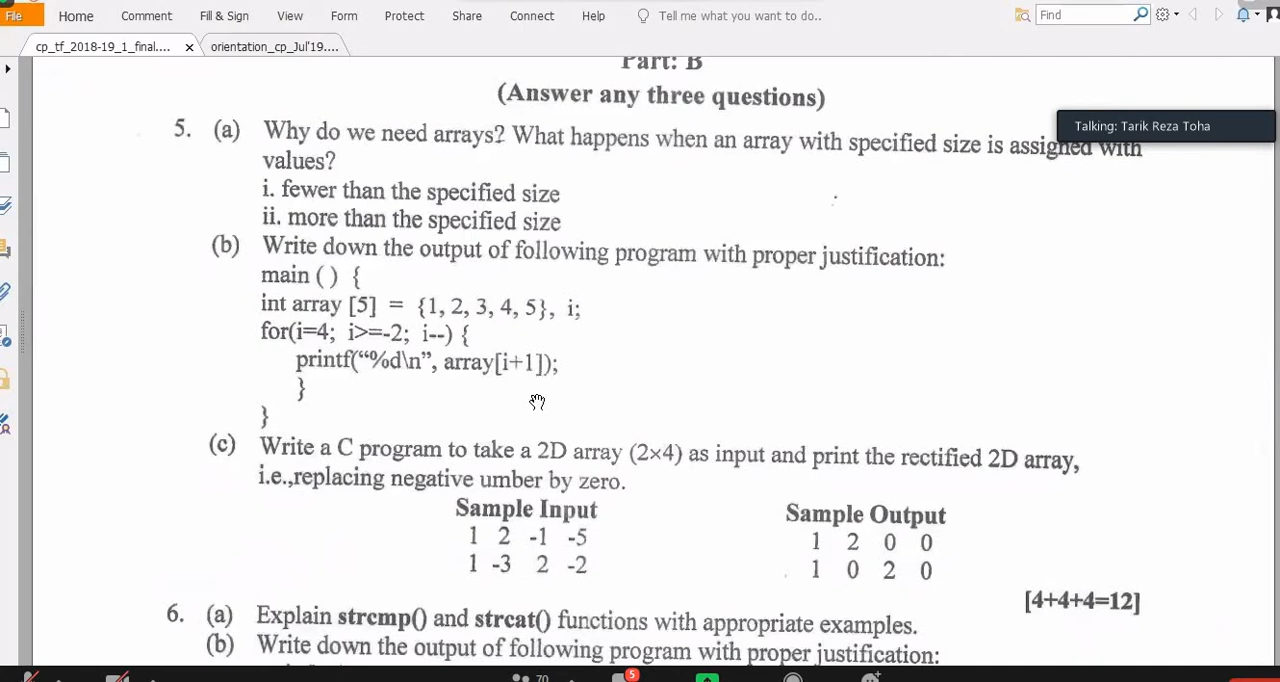 File Home Comment Fill & Sign View Form Protect Share Connect Help Tell me what you want to do.. Find
cp_tf_2018-19_1_final.... × orientation_cp_Jul'19....
Part: B
(Answer any three questions)
Talking: Tarik Reza Toha
5. (a) Why do we need arrays? What happens when an array with specified size is assigned with
values?
i. fewer than the specified size
ii. more than the specified size
(b) Write down the output of following program with proper justification:
main ( ) {
int array [5] = {1, 2, 3, 4, 5}, i;
for(i=4; i>=-2; i--) {
printf(“%d\n”, array[i+1]);
}
}
(c) Write a C program to take a 2D array (2×4) as input and print the rectified 2D array,
i.e.,replacing negative umber by zero.
Sample Input Sample Output
1 2 -1 -5 1 2 0 0
1 -3 2 -2 1 0 2 0
[4+4+4=12]
6. (a) Explain strcmp() and strcat() functions with appropriate examples.
(b) Write down the output of following program with proper justification:
70 5